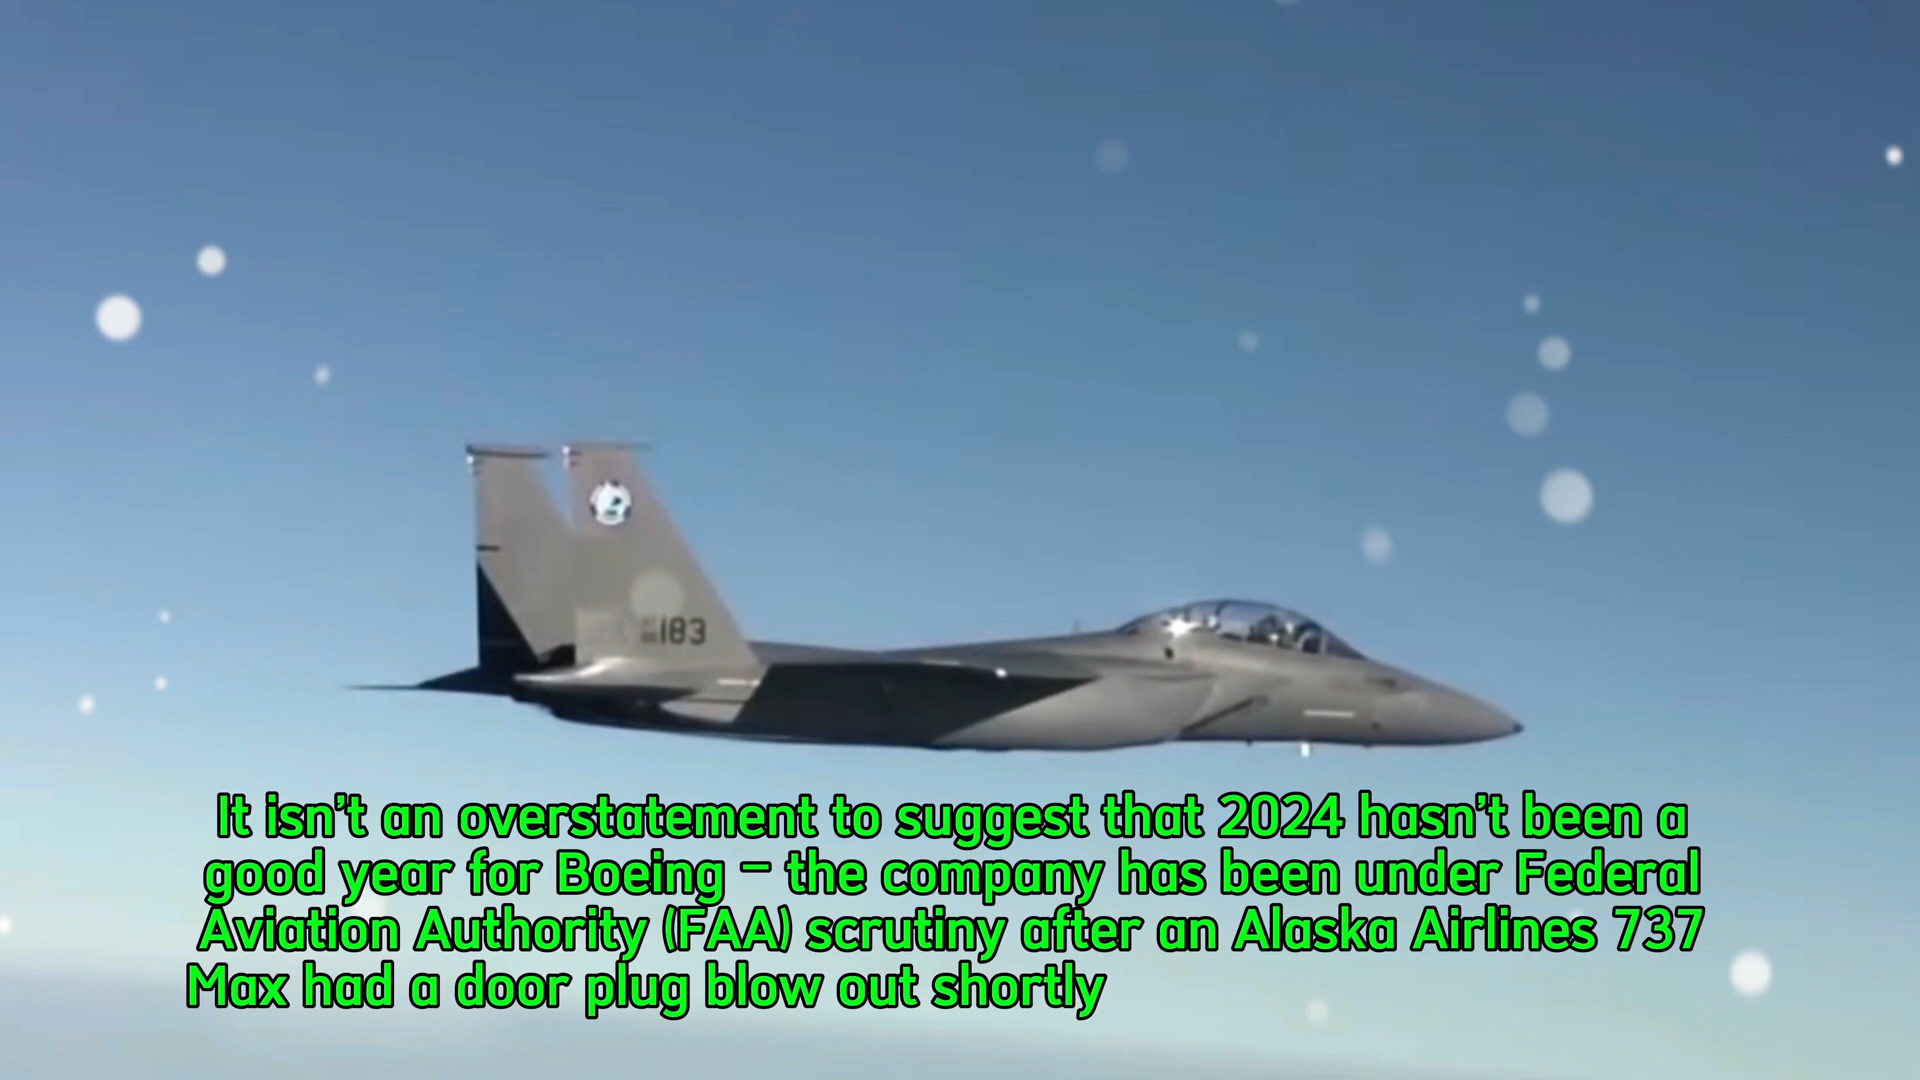 183
It isn't an overstatement to suggest that 2024 hasn't been a
good year for Boeing – the company has been under Federal
Aviation Authority (FAA) scrutiny after an Alaska Airlines 737
Max had a door plug blow out shortly